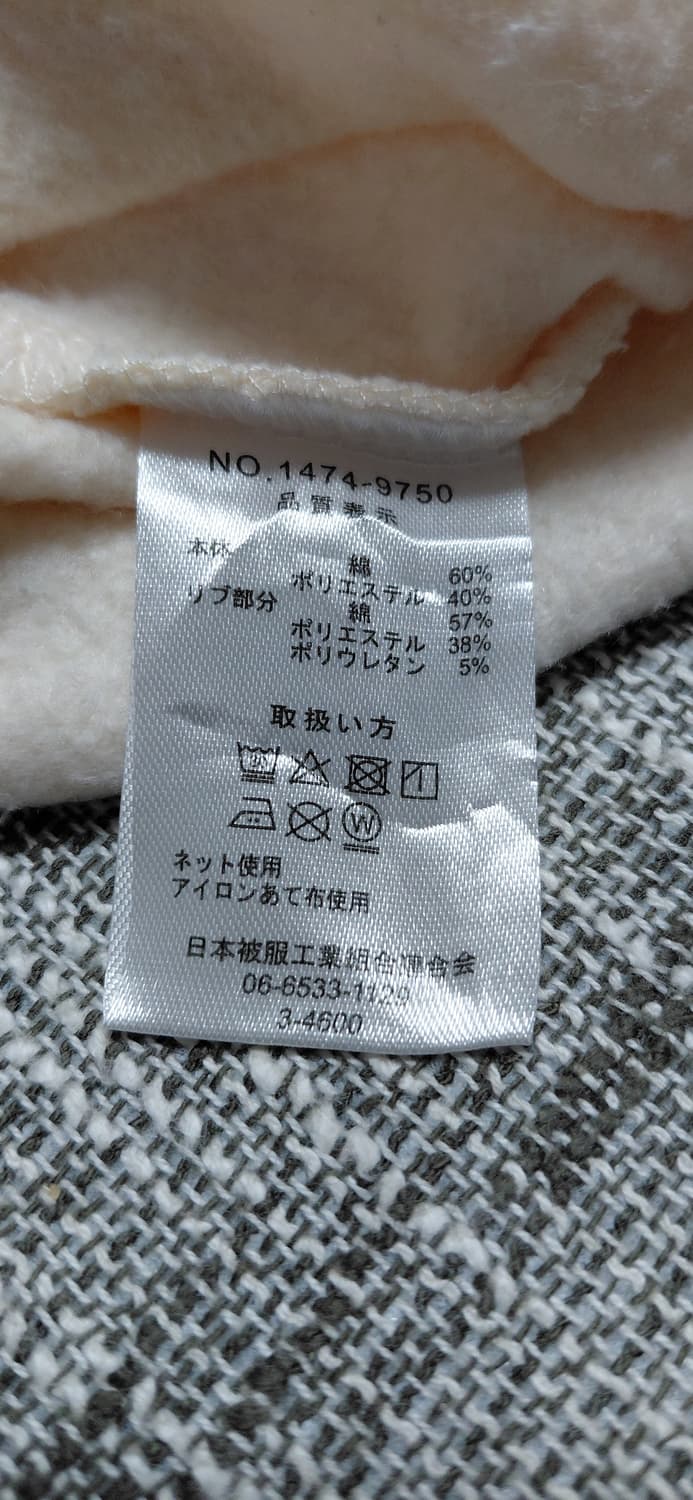 NO.1474-9750
品質表示
本体 綿 60%
ポリエステル 40%
リブ部分 綿 57%
ポリエステル 38%
ポリウレタン 5%
取扱い方
W
ネット使用
アイロンあて布使用
日本被服工業組合連合会
06-6533-1129
3-4600